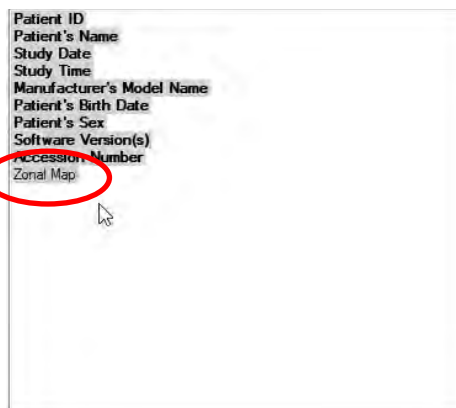 Patient ID
Patient's Name
Study Date
Study Time
Manufacturer's Model Name
Patient's Birth Date
Patient's Sex
Software Version(s)
Accession Number
Zonal Map